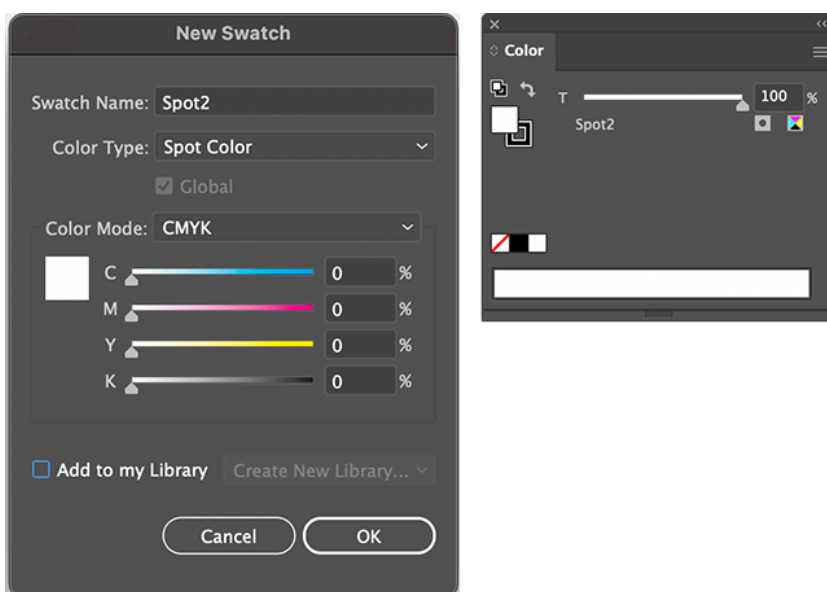 New Swatch
Swatch Name: Spot2
Color Type: Spot Color
Global
Color Mode: CMYK
C 0 %
M 0 %
Y 0 %
K 0 %
Add to my Library Create New Library...
Cancel OK
Color
T 100 %
Spot2